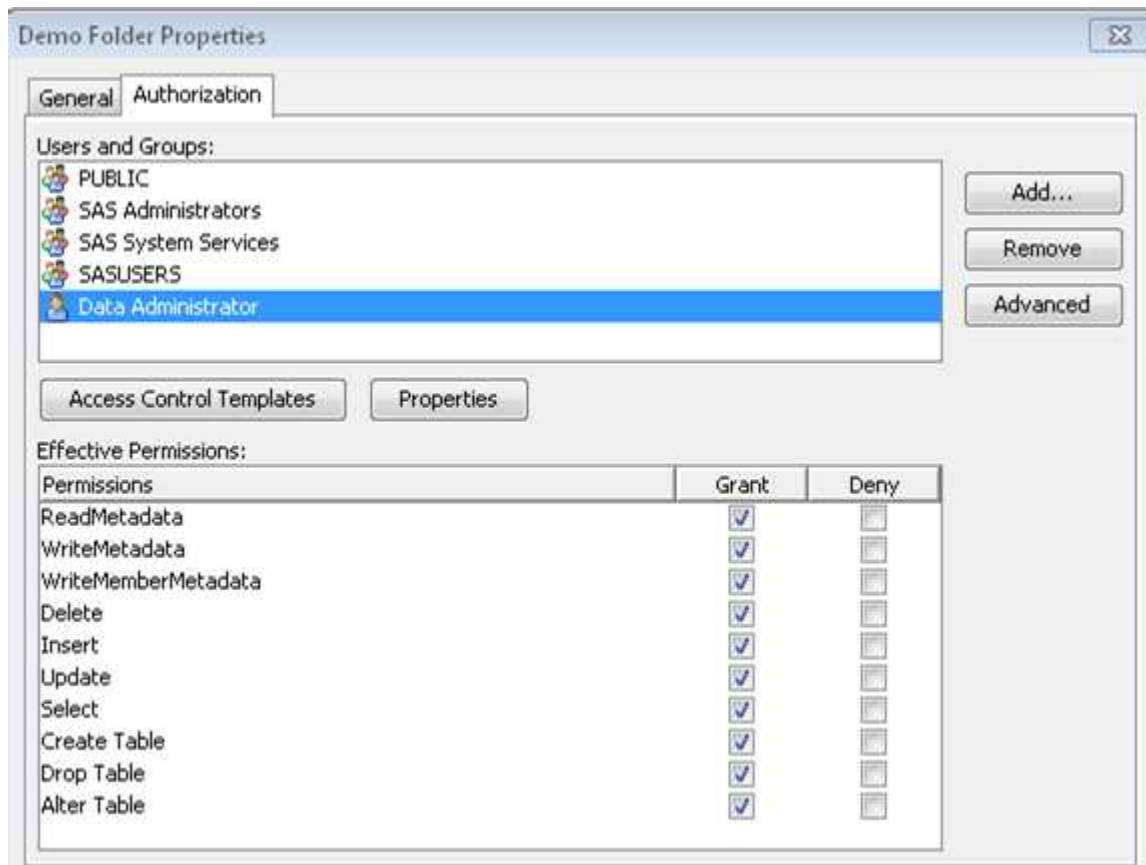 Demo Folder Properties
General Authorization
Users and Groups:
PUBLIC
SAS Administrators
SAS System Services
SASUSERS
Data Administrator
Add...
Remove
Advanced
Access Control Templates Properties
Effective Permissions:
Permissions Grant Deny
ReadMetadata
WriteMetadata
WriteMemberMetadata
Delete
Insert
Update
Select
Create Table
Drop Table
Alter Table